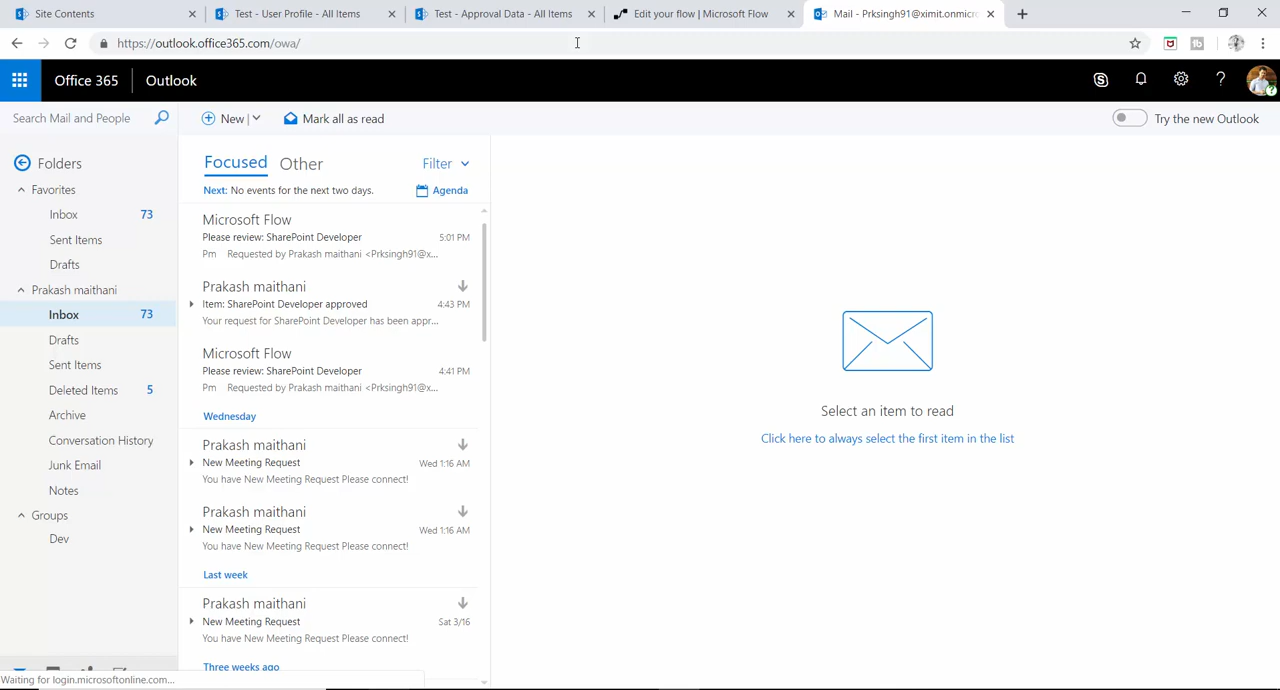 Site Contents
Test - User Profile - All Items
Test - Approval Data - All Items
Edit your flow | Microsoft Flow
Mail - Prksingh91@ximit.onmicr
https://outlook.office365.com/owa/
Office 365
Outlook
?
Search Mail and People
New
Mark all as read
Try the new Outlook
Folders
Favorites
Inbox 73
Sent Items
Drafts
Prakash maithani
Inbox 73
Drafts
Sent Items
Deleted Items 5
Archive
Conversation History
Junk Email
Notes
Groups
Dev
Focused Other Filter
Next: No events for the next two days. Agenda
Microsoft Flow
Please review: SharePoint Developer 5:01 PM
Pm Requested by Prakash maithani <Prksingh91@x...
Prakash maithani
Item: SharePoint Developer approved 4:43 PM
Your request for SharePoint Developer has been appr...
Microsoft Flow
Please review: SharePoint Developer 4:41 PM
Pm Requested by Prakash maithani <Prksingh91@x...
Wednesday
Prakash maithani
New Meeting Request Wed 1:16 AM
You have New Meeting Request Please connect!
Prakash maithani
New Meeting Request Wed 1:16 AM
You have New Meeting Request Please connect!
Last week
Prakash maithani
New Meeting Request Sat 3/16
You have New Meeting Request Please connect!
Three weeks ago
Select an item to read
Click here to always select the first item in the list
Waiting for login.microsoftonline.com...